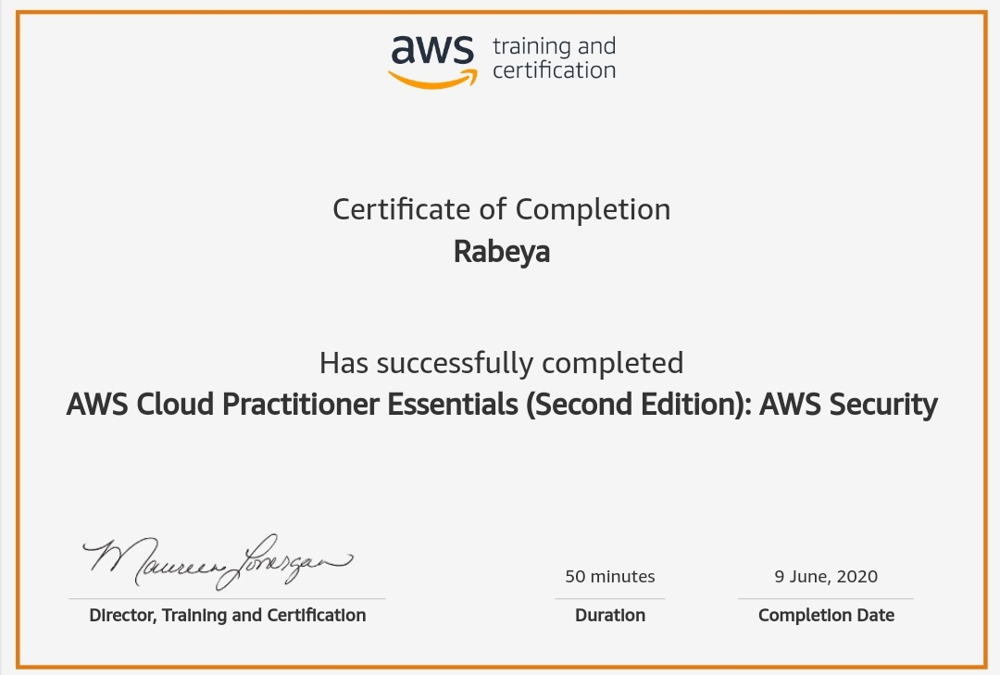 aws training and
certification
Certificate of Completion
Rabeya
Has successfully completed
AWS Cloud Practitioner Essentials (Second Edition): AWS Security
Maureen Lonergan
Director, Training and Certification
50 minutes
Duration
9 June, 2020
Completion Date